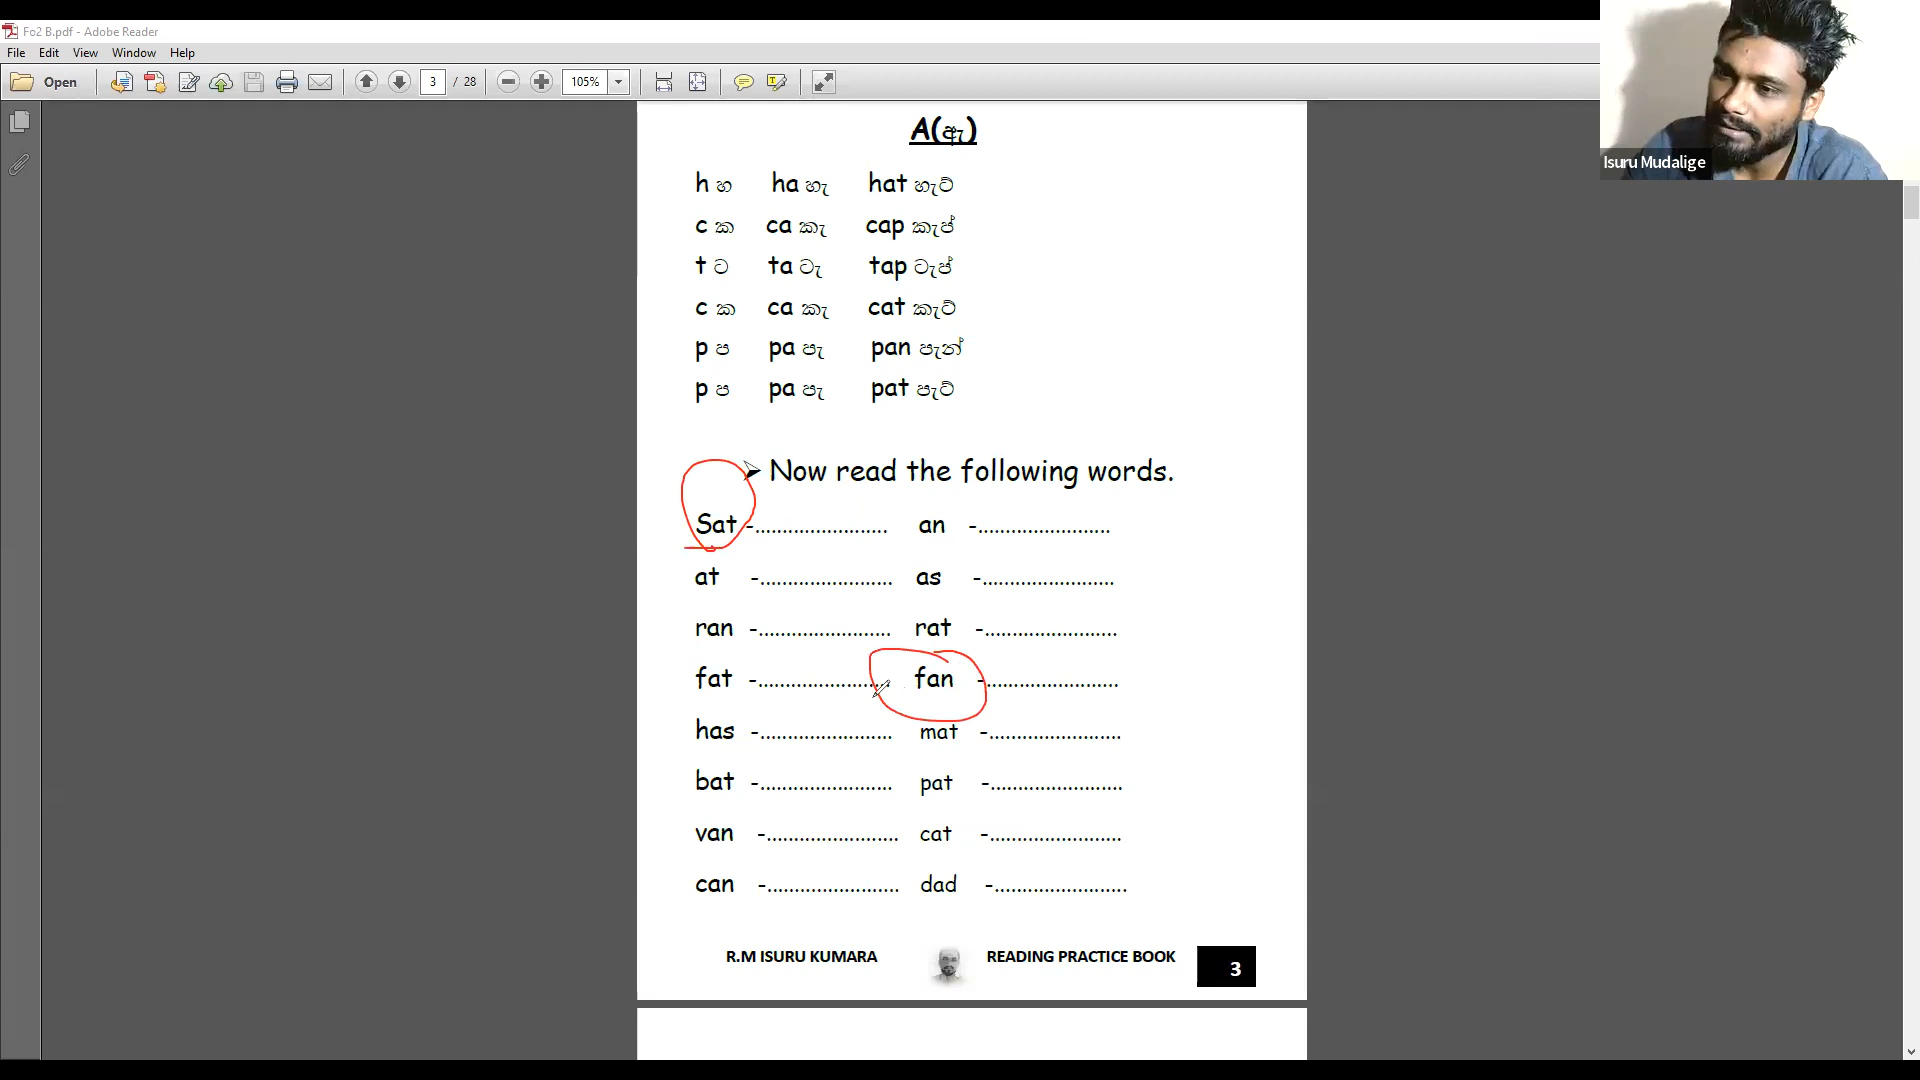 Fo2 B.pdf - Adobe Reader
File Edit View Window Help
Open 3 / 28 105%
Isuru Mudalige
A(ඇ)
h හ ha හැ hat හැට්
c ක ca කැ cap කැප්
t ට ta ටැ tap ටැප්
c ක ca කැ cat කැට්
p ප pa පැ pan පැන්
p ප pa පැ pat පැට්
➢ Now read the following words.
Sat -........................ an -........................
at -........................ as -........................
ran -........................ rat -........................
fat -........................ fan -........................
has -........................ mat -........................
bat -........................ pat -........................
van -........................ cat -........................
can -........................ dad -........................
R.M ISURU KUMARA READING PRACTICE BOOK 3